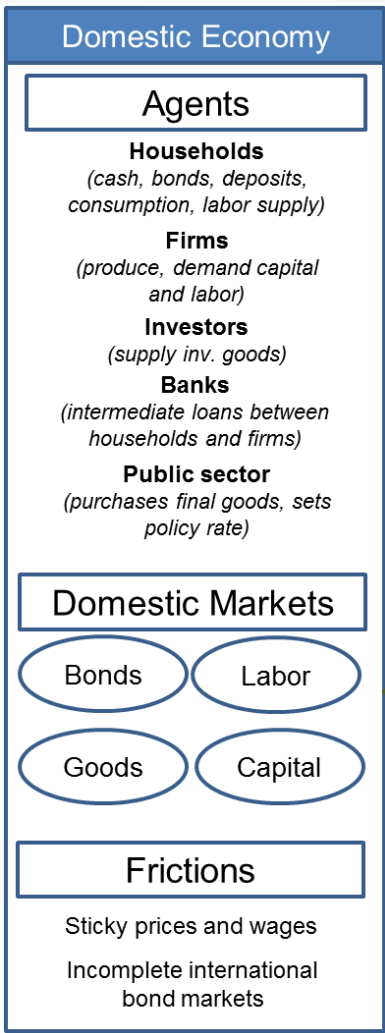 Domestic Economy
Agents
Households
(cash, bonds, deposits,
consumption, labor supply)
Firms
(produce, demand capital
and labor)
Investors
(supply inv. goods)
Banks
(intermediate loans between
households and firms)
Public sector
(purchases final goods, sets
policy rate)
Domestic Markets
Bonds
Labor
Goods
Capital
Frictions
Sticky prices and wages
Incomplete international
bond markets